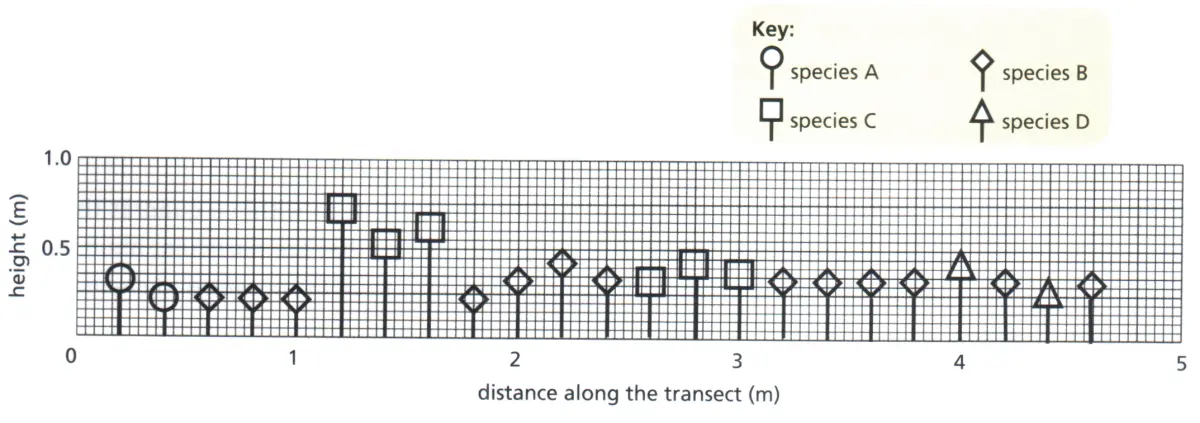 Key:
species A
species B
species C
species D
1.0
height (m)
0.5
0 1 2 3 4 5
distance along the transect (m)